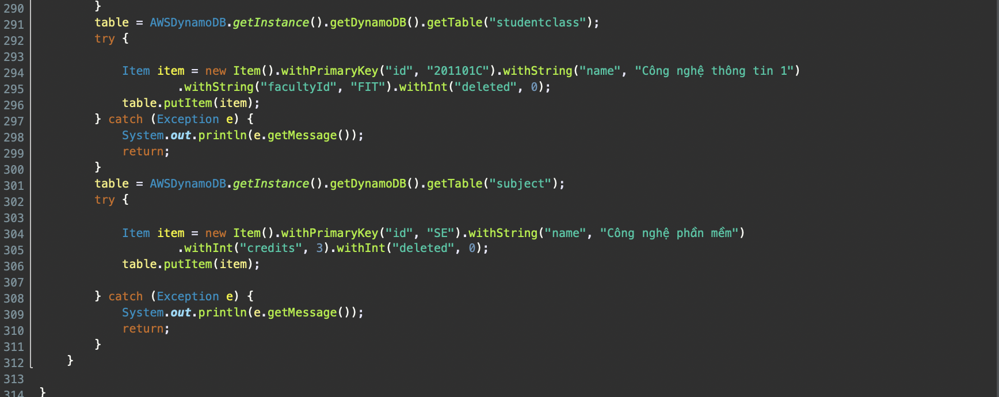 290 }
291 table = AWSDynamoDB.getInstance().getDynamoDB().getTable("studentclass");
292 try {
293
294 Item item = new Item().withPrimaryKey("id", "201101C").withString("name", "Công nghệ thông tin 1")
295 .withString("facultyId", "FIT").withInt("deleted", 0);
296 table.putItem(item);
297 } catch (Exception e) {
298 System.out.println(e.getMessage());
299 return;
300 }
301 table = AWSDynamoDB.getInstance().getDynamoDB().getTable("subject");
302 try {
303
304 Item item = new Item().withPrimaryKey("id", "SE").withString("name", "Công nghệ phần mềm")
305 .withInt("credits", 3).withInt("deleted", 0);
306 table.putItem(item);
307
308 } catch (Exception e) {
309 System.out.println(e.getMessage());
310 return;
311 }
312 }
313
314 }